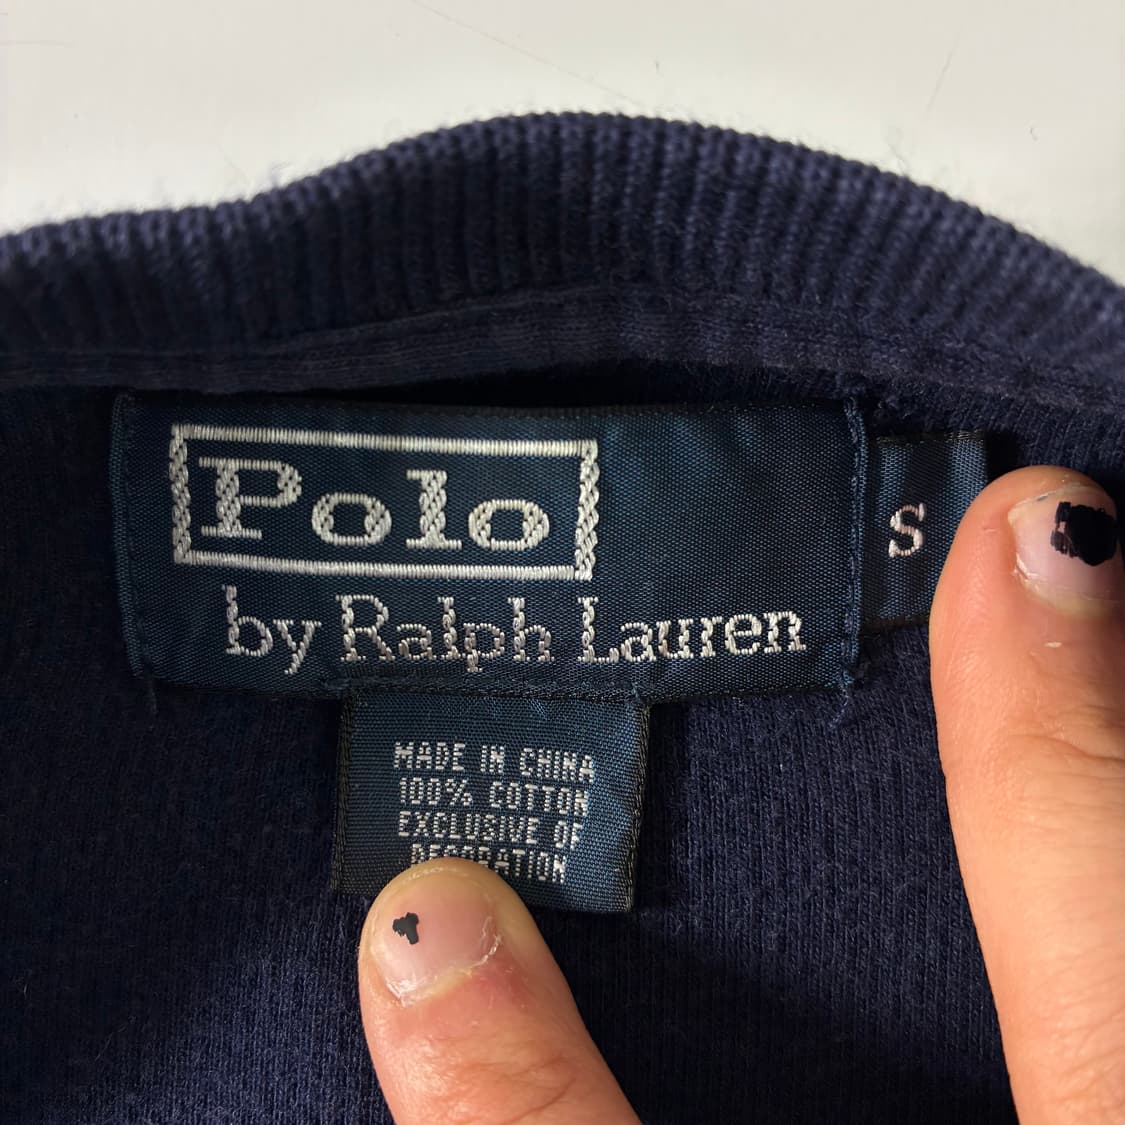 Polo
by Ralph Lauren
S
MADE IN CHINA
100% COTTON
EXCLUSIVE OF
DECORATION